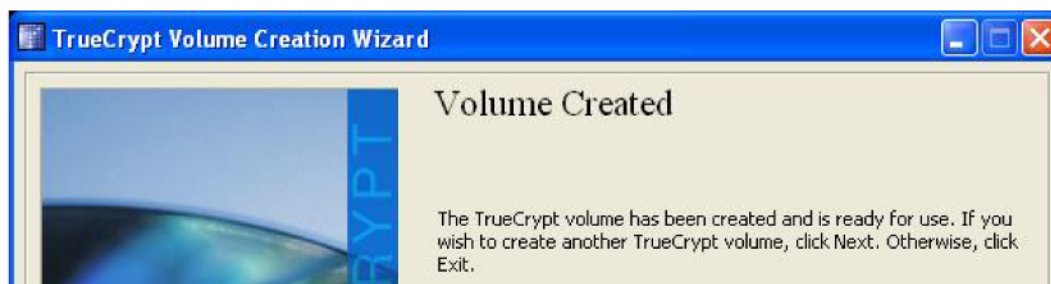 TrueCrypt Volume Creation Wizard
Volume Created
RYPT
The TrueCrypt volume has been created and is ready for use. If you
wish to create another TrueCrypt volume, click Next. Otherwise, click
Exit.